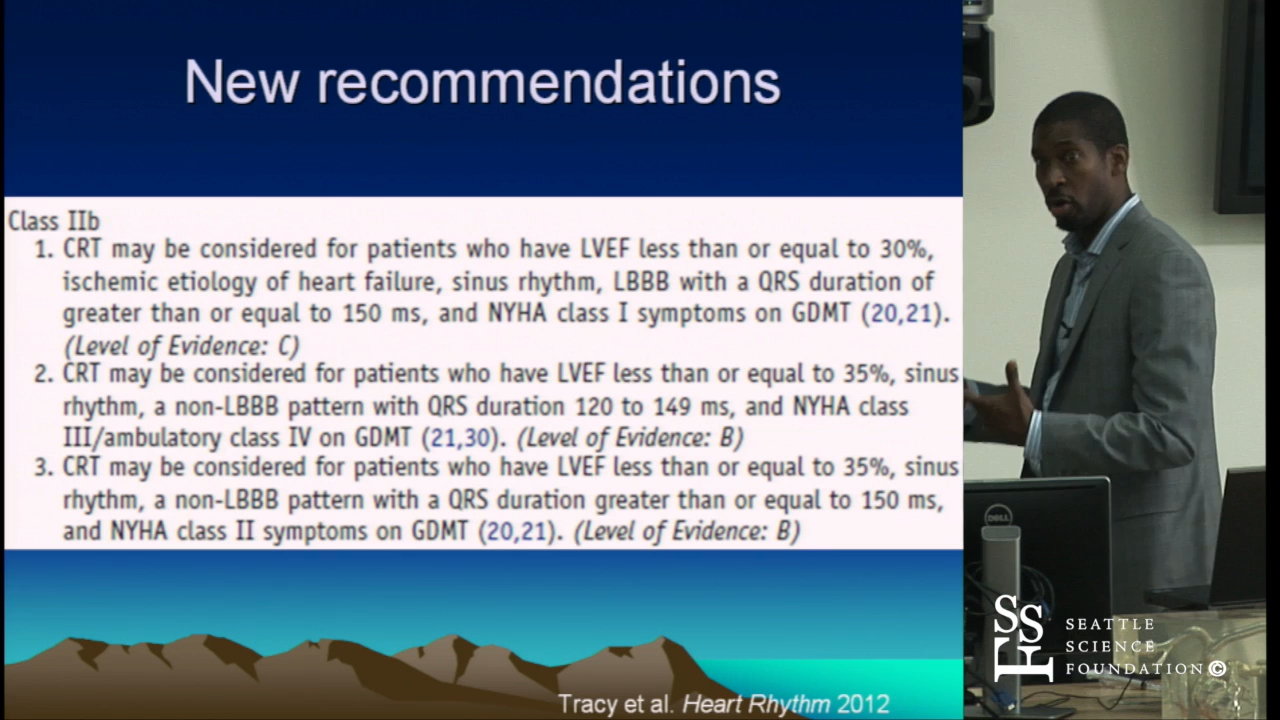 New recommendations
Class IIb
1. CRT may be considered for patients who have LVEF less than or equal to 30%,
ischemic etiology of heart failure, sinus rhythm, LBBB with a QRS duration of
greater than or equal to 150 ms, and NYHA class I symptoms on GDMT (20,21).
(Level of Evidence: C)
2. CRT may be considered for patients who have LVEF less than or equal to 35%, sinus
rhythm, a non-LBBB pattern with QRS duration 120 to 149 ms, and NYHA class
III/ambulatory class IV on GDMT (21,30). (Level of Evidence: B)
3. CRT may be considered for patients who have LVEF less than or equal to 35%, sinus
rhythm, a non-LBBB pattern with a QRS duration greater than or equal to 150 ms,
and NYHA class II symptoms on GDMT (20,21). (Level of Evidence: B)
Tracy et al. Heart Rhythm 2012
DELL
SSF
SEATTLE
SCIENCE
FOUNDATION©